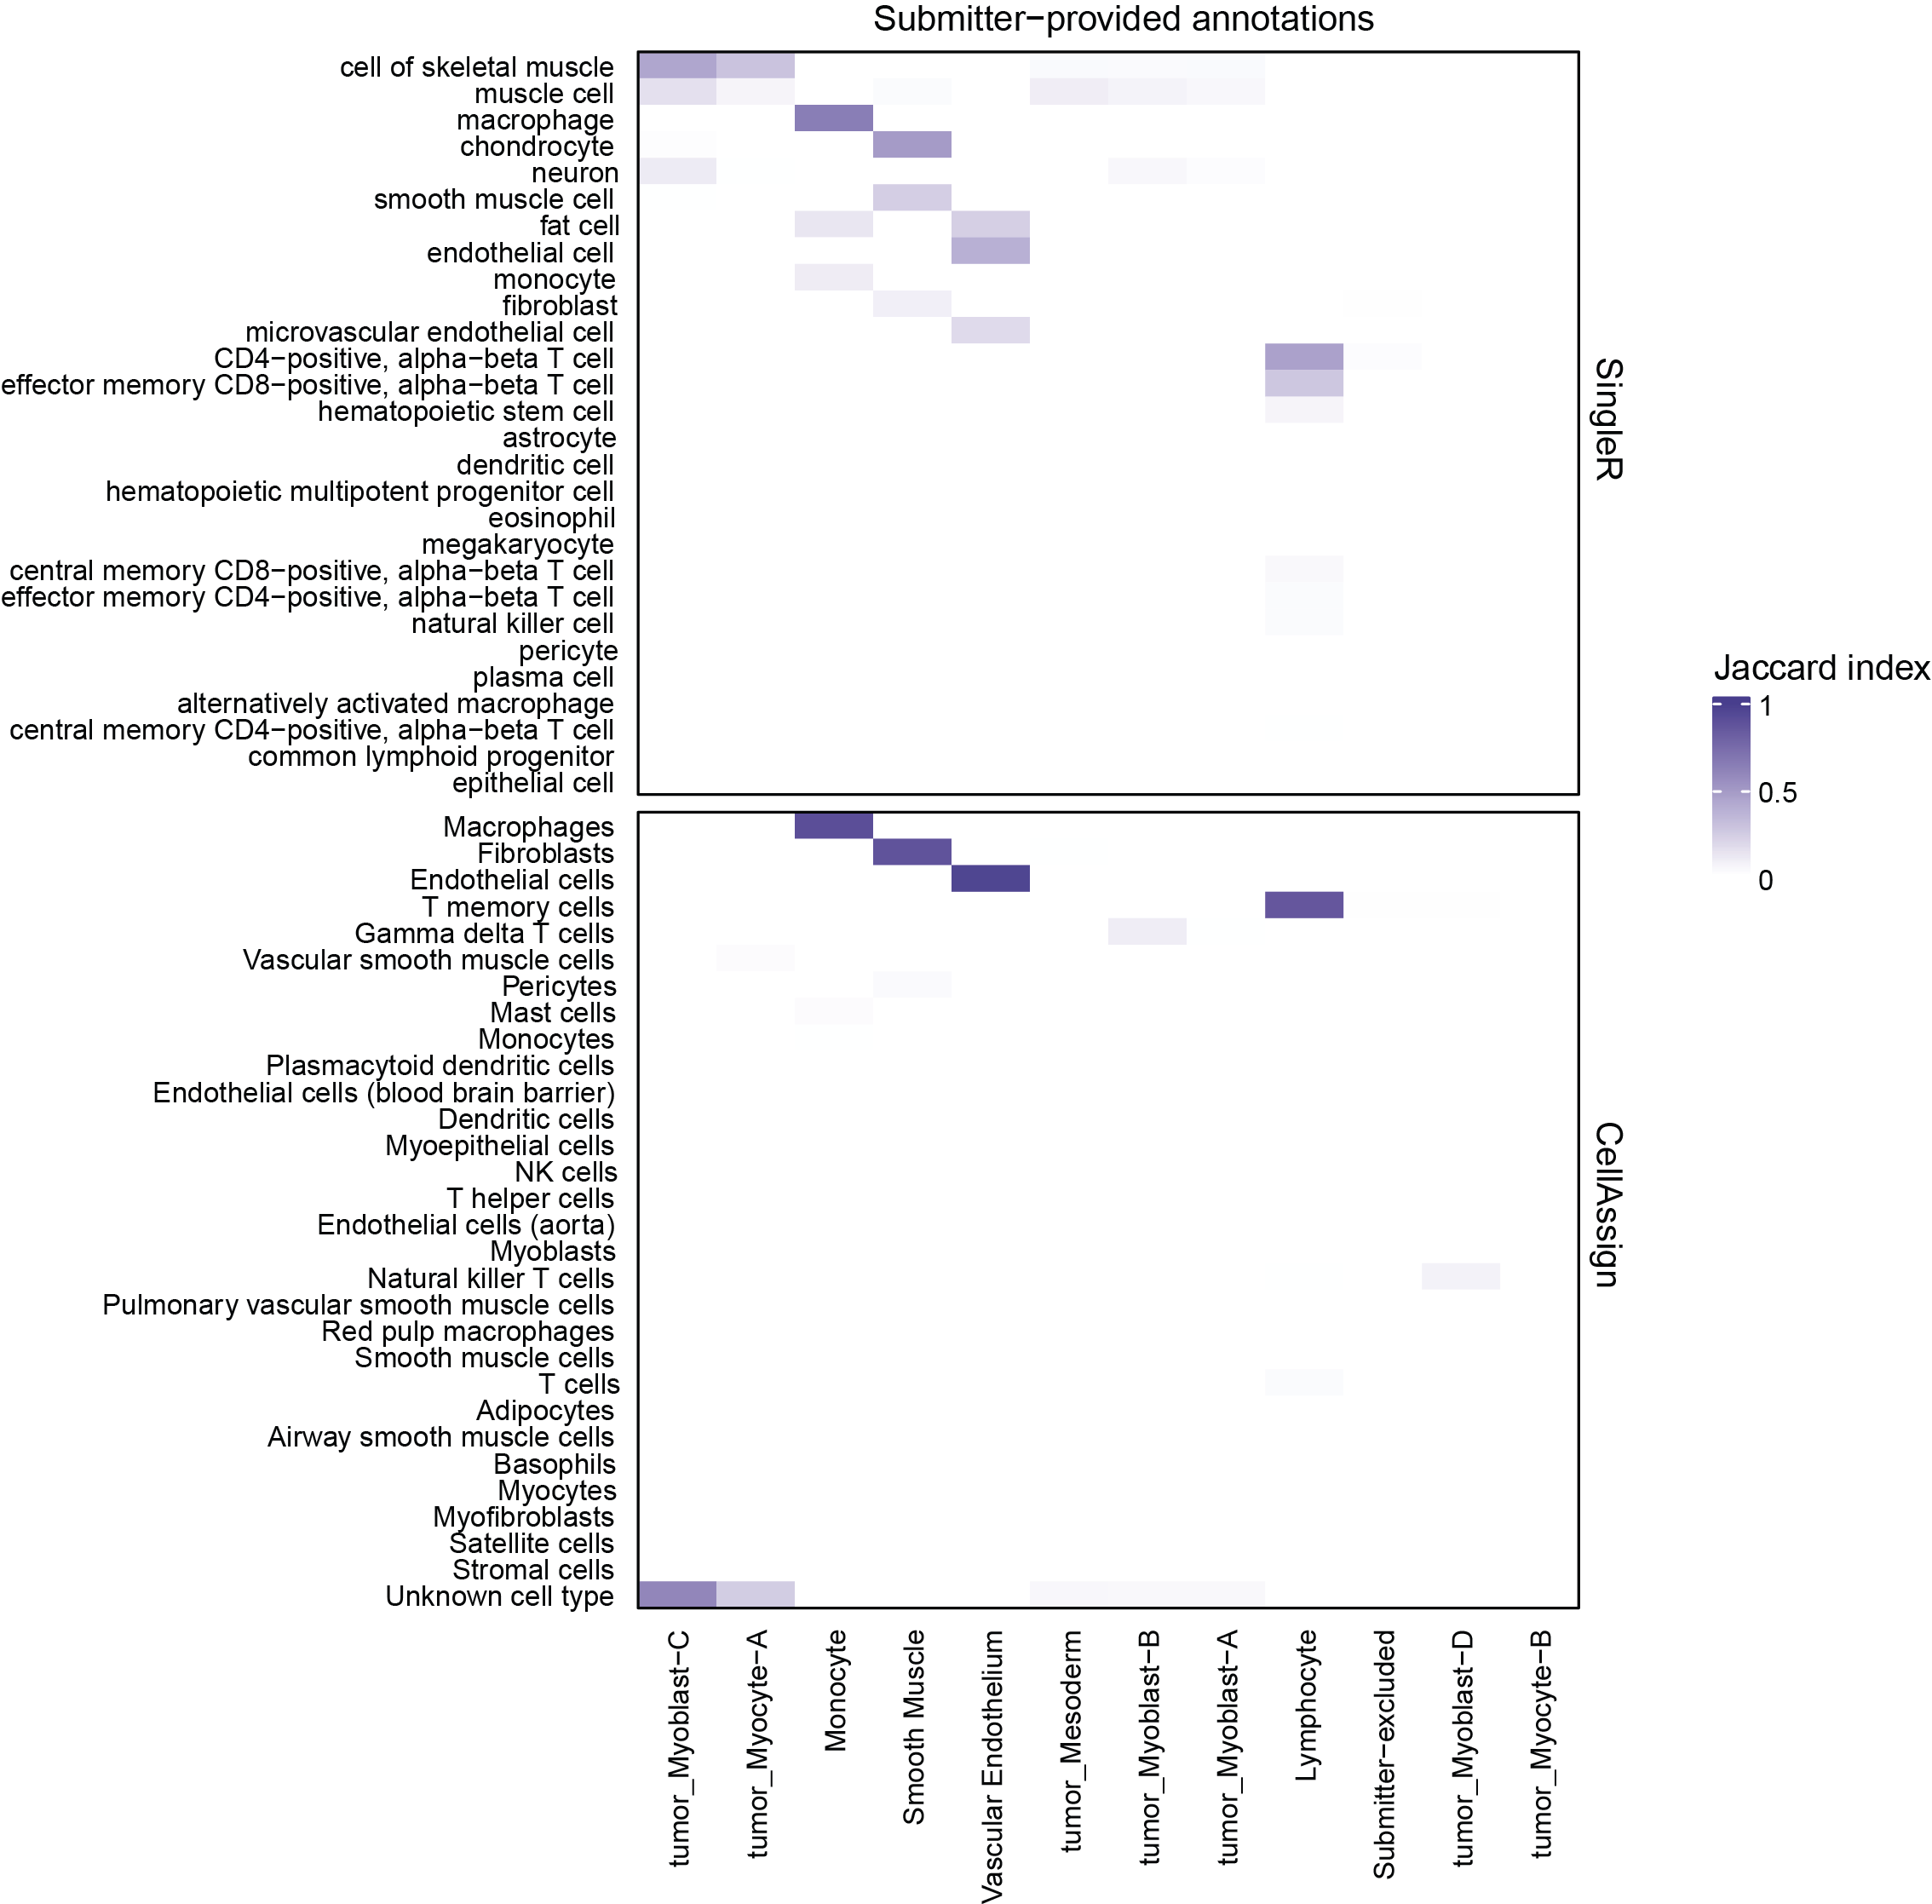 Submitter−provided annotations
cell of skeletal muscle
muscle cell
macrophage
chondrocyte
neuron
smooth muscle cell
fat cell
endothelial cell
monocyte
fibroblast
microvascular endothelial cell
CD4−positive, alpha−beta T cell
effector memory CD8−positive, alpha−beta T cell
hematopoietic stem cell
astrocyte
dendritic cell
hematopoietic multipotent progenitor cell
eosinophil
megakaryocyte
central memory CD8−positive, alpha−beta T cell
effector memory CD4−positive, alpha−beta T cell
natural killer cell
pericyte
plasma cell
alternatively activated macrophage
central memory CD4−positive, alpha−beta T cell
common lymphoid progenitor
epithelial cell
SingleR
Macrophages
Fibroblasts
Endothelial cells
T memory cells
Gamma delta T cells
Vascular smooth muscle cells
Pericytes
Mast cells
Monocytes
Plasmacytoid dendritic cells
Endothelial cells (blood brain barrier)
Dendritic cells
Myoepithelial cells
NK cells
T helper cells
Endothelial cells (aorta)
Myoblasts
Natural killer T cells
Pulmonary vascular smooth muscle cells
Red pulp macrophages
Smooth muscle cells
T cells
Adipocytes
Airway smooth muscle cells
Basophils
Myocytes
Myofibroblasts
Satellite cells
Stromal cells
Unknown cell type
CellAssign
tumor_Myoblast−C
tumor_Myocyte−A
Monocyte
Smooth Muscle
Vascular Endothelium
tumor_Mesoderm
tumor_Myoblast−B
tumor_Myoblast−A
Lymphocyte
Submitter−excluded
tumor_Myoblast−D
tumor_Myocyte−B
Jaccard index
1
0.5
0